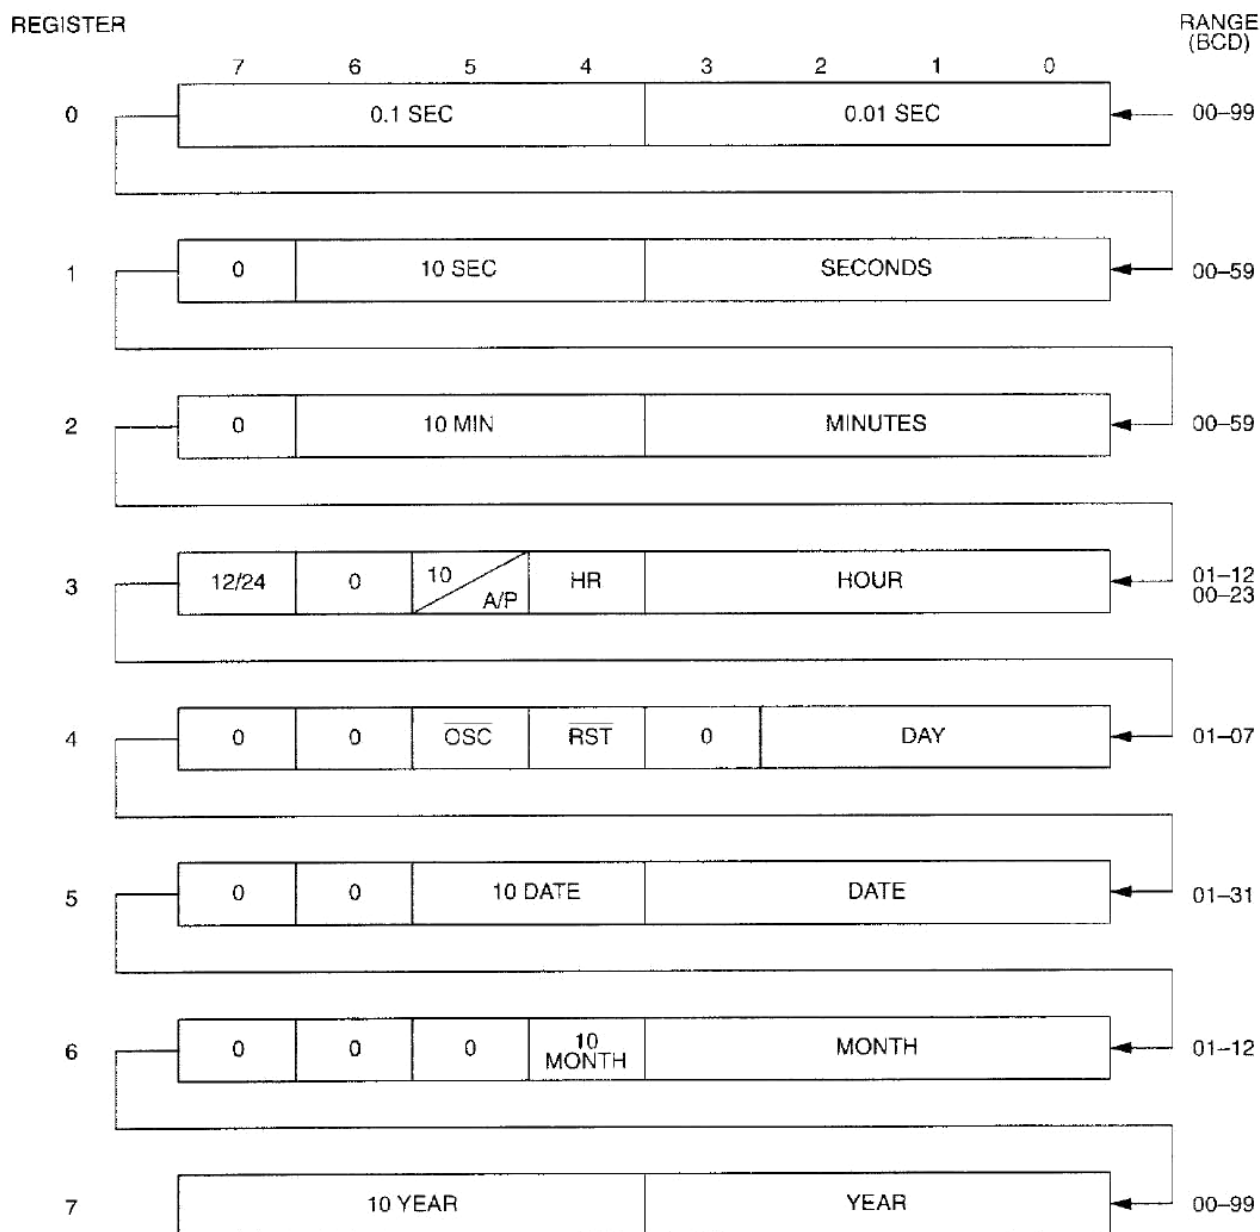 REGISTER
RANGE
(BCD)
7 6 5 4 3 2 1 0
0 0.1 SEC 0.01 SEC 00–99
1 0 10 SEC SECONDS 00–59
2 0 10 MIN MINUTES 00–59
3 12/24 0 10 A/P HR HOUR 01–12
00–23
4 0 0 OSC RST 0 DAY 01–07
5 0 0 10 DATE DATE 01–31
6 0 0 0 10 MONTH MONTH 01–12
7 10 YEAR YEAR 00–99